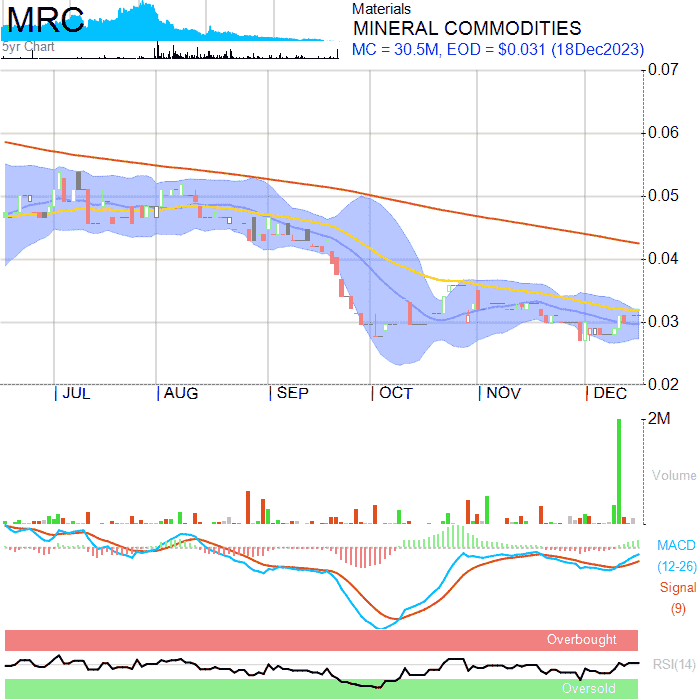 MRC
5yr Chart
Materials
MINERAL COMMODITIES
MC = 30.5M, EOD = $0.031 (18Dec2023)
0.07
0.06
0.05
0.04
0.03
0.02
JUL AUG SEP OCT NOV DEC
2M
Volume
MACD
(12-26)
Signal
(9)
Overbought
RSI(14)
Oversold